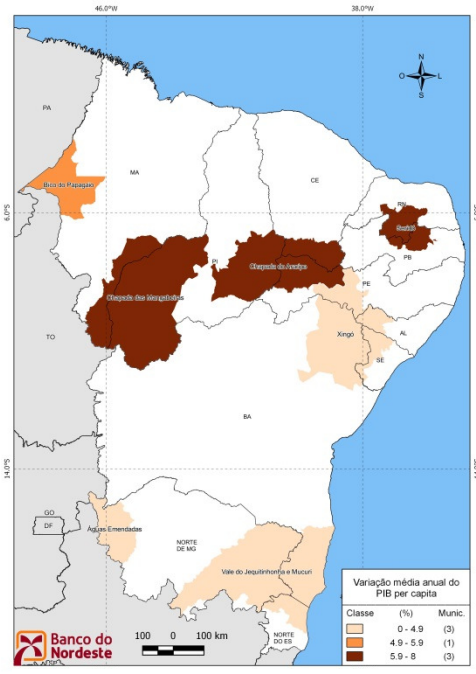 46.0°W
38.0°W
N
O
L
S
PA
MA
CE
Bico do Papagaio
6.0°S
RN
Seridó
PB
PI
Chapada do Araripe
Chapada das Mangabeiras
PE
TO
Xingó
AL
SE
BA
14.0°S
GO
DF
Águas Emendadas
NORTE
DE MG
Vale do Jequitinhonha e Mucuri
NORTE
DO ES
Variação média anual do
PIB per capita
Classe (%) Munic.
0 - 4.9 (3)
4.9 - 5.9 (1)
5.9 - 8 (3)
Banco do
Nordeste
100 0 100 km